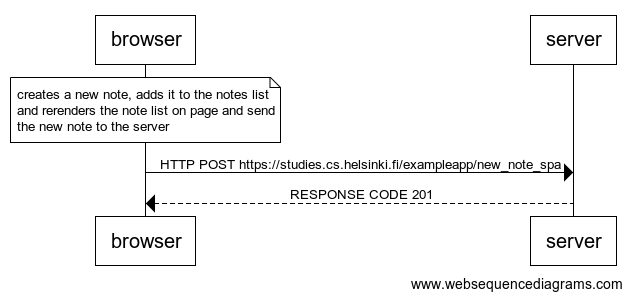 browser
server
creates a new note, adds it to the notes list
and rerenders the note list on page and send
the new note to the server
HTTP POST https://studies.cs.helsinki.fi/exampleapp/new_note_spa
RESPONSE CODE 201
browser
server
www.websequencediagrams.com